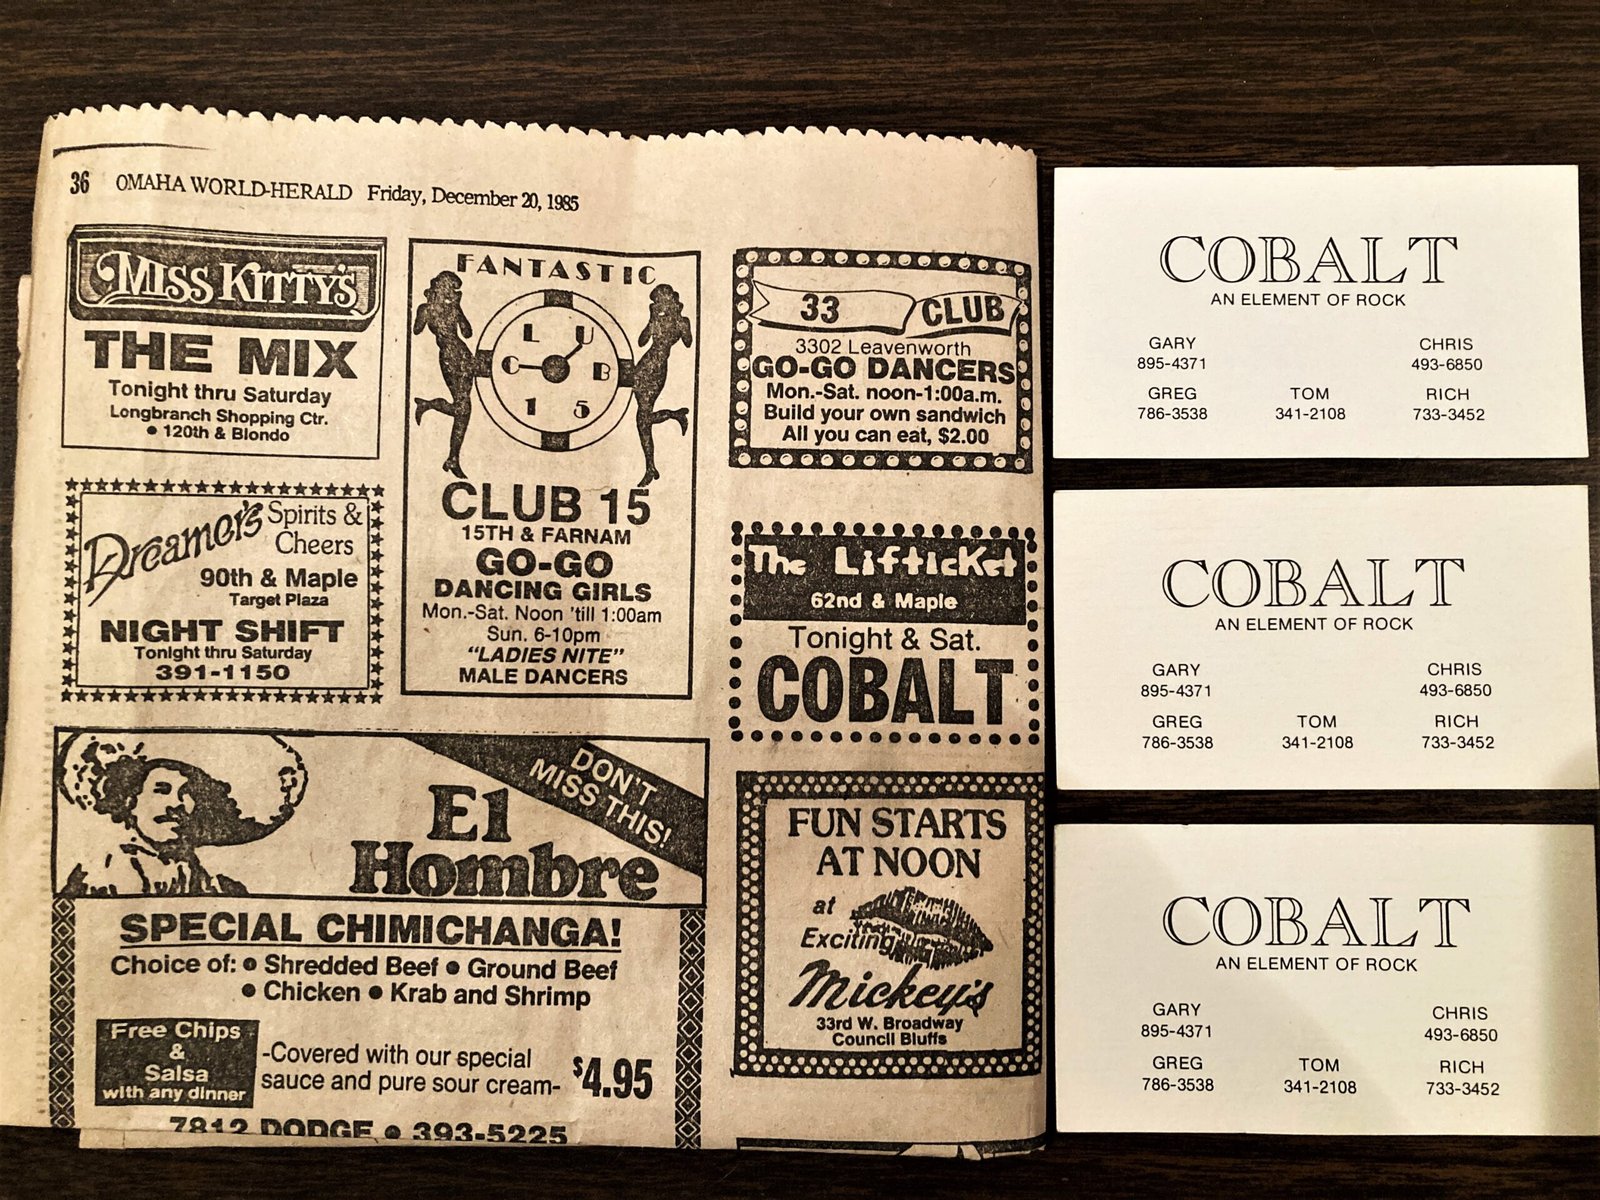 36 OMAHA WORLD-HERALD Friday, December 20, 1985
MISS KITTY'S
THE MIX
Tonight thru Saturday
Longbranch Shopping Ctr.
• 120th & Blondo
Dreamer's Spirits &
Cheers
90th & Maple
Target Plaza
NIGHT SHIFT
Tonight thru Saturday
391-1150
FANTASTIC
L U
C B
1 5
CLUB 15
15TH & FARNAM
GO-GO
DANCING GIRLS
Mon.-Sat. Noon 'till 1:00am
Sun. 6-10pm
"LADIES NITE"
MALE DANCERS
33 CLUB
3302 Leavenworth
GO-GO DANCERS
Mon.-Sat. noon-1:00a.m.
Build your own sandwich
All you can eat, $2.00
The Lifticket
62nd & Maple
Tonight & Sat.
COBALT
DON'T
MISS THIS!
El
Hombre
SPECIAL CHIMICHANGA!
Choice of: • Shredded Beef • Ground Beef
• Chicken • Krab and Shrimp
Free Chips
&
Salsa
with any dinner
-Covered with our special
sauce and pure sour cream-
$4.95
7812 DODGE • 393-5225
FUN STARTS
AT NOON
at
Exciting
Mickey's
33rd W. Broadway
Council Bluffs
COBALT
AN ELEMENT OF ROCK
GARY CHRIS
895-4371 493-6850
GREG TOM RICH
786-3538 341-2108 733-3452
COBALT
AN ELEMENT OF ROCK
GARY CHRIS
895-4371 493-6850
GREG TOM RICH
786-3538 341-2108 733-3452
COBALT
AN ELEMENT OF ROCK
GARY CHRIS
895-4371 493-6850
GREG TOM RICH
786-3538 341-2108 733-3452